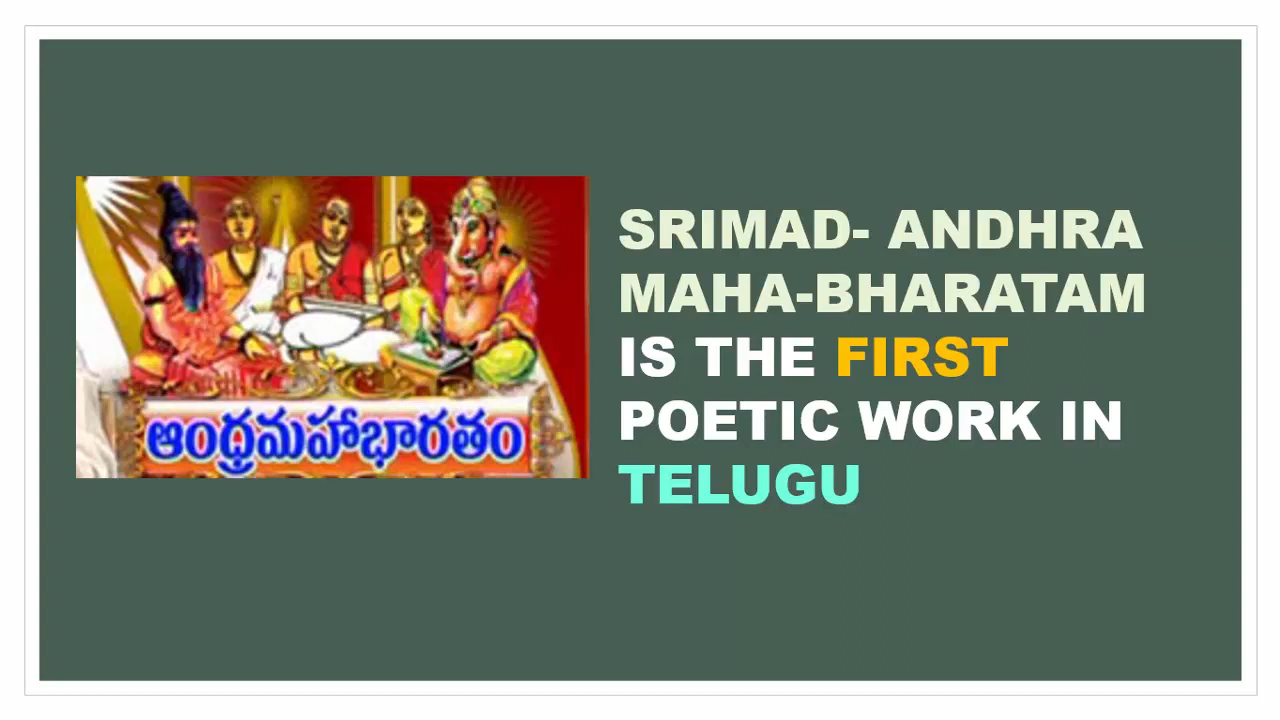 ఆంధ్రమహాభారతం
SRIMAD- ANDHRA
MAHA-BHARATAM
IS THE FIRST
POETIC WORK IN
TELUGU